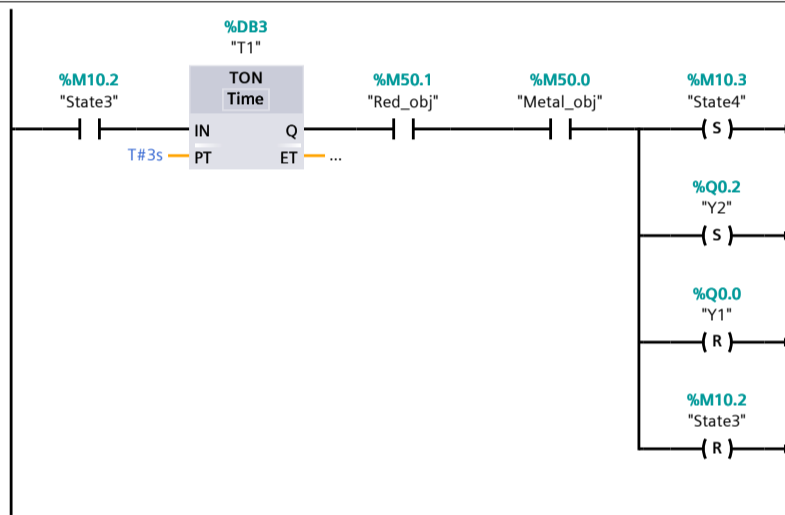 %DB3
"T1"
%M10.2
"State3"
TON
Time
%M50.1
"Red_obj"
%M50.0
"Metal_obj"
%M10.3
"State4"
IN
Q
S
T#3s
PT
ET
...
%Q0.2
"Y2"
S
%Q0.0
"Y1"
R
%M10.2
"State3"
R